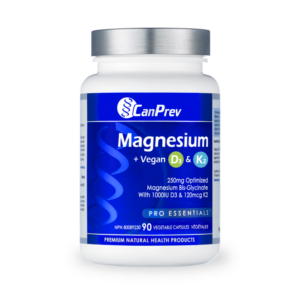 CanPrev
Magnesium
+ Vegan D3 & K2
250mg Optimized
Magnesium Bis-Glycinate
With 1000IU D3 & 120mcg K2
PRO ESSENTIALS
90 VEGETABLE CAPSULES VÉGÉTALES
PREMIUM NATURAL HEALTH PRODUCTS